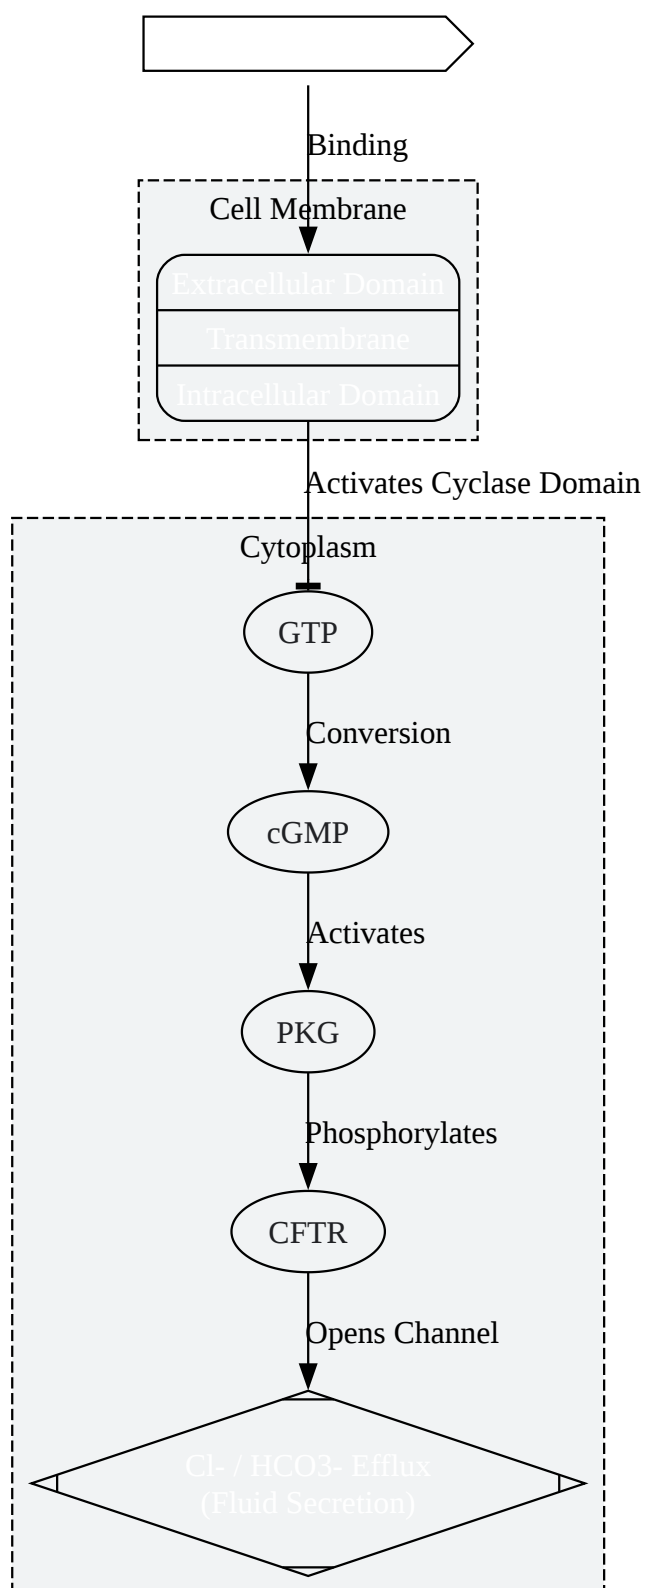 Binding
Cell Membrane
Extracellular Domain
Transmembrane
Intracellular Domain
Activates Cyclase Domain
Cytoplasm
GTP
Conversion
cGMP
Activates
PKG
Phosphorylates
CFTR
Opens Channel
Cl- / HCO3- Efflux
(Fluid Secretion)